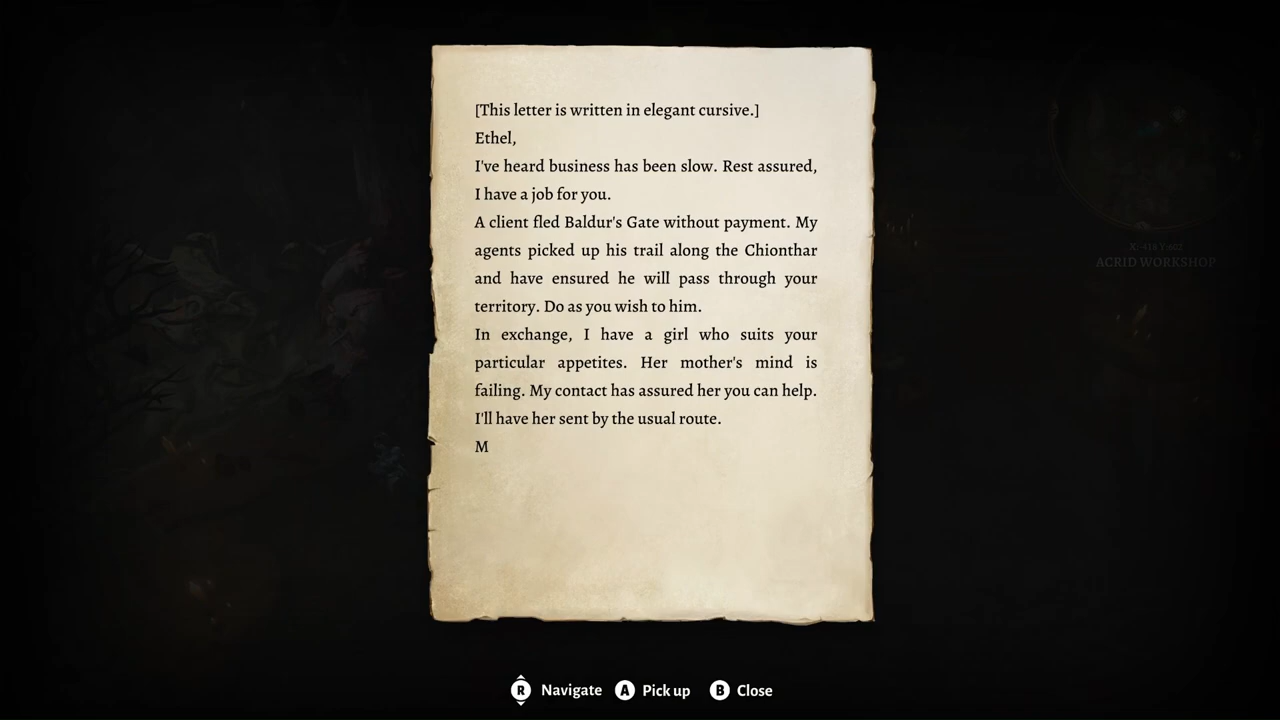 [This letter is written in elegant cursive.]
Ethel,
I've heard business has been slow. Rest assured,
I have a job for you.
A client fled Baldur's Gate without payment. My
agents picked up his trail along the Chionthar
and have ensured he will pass through your
territory. Do as you wish to him.
In exchange, I have a girl who suits your
particular appetites. Her mother's mind is
failing. My contact has assured her you can help.
I'll have her sent by the usual route.
M
ACRID WORKSHOP
R Navigate A Pick up B Close